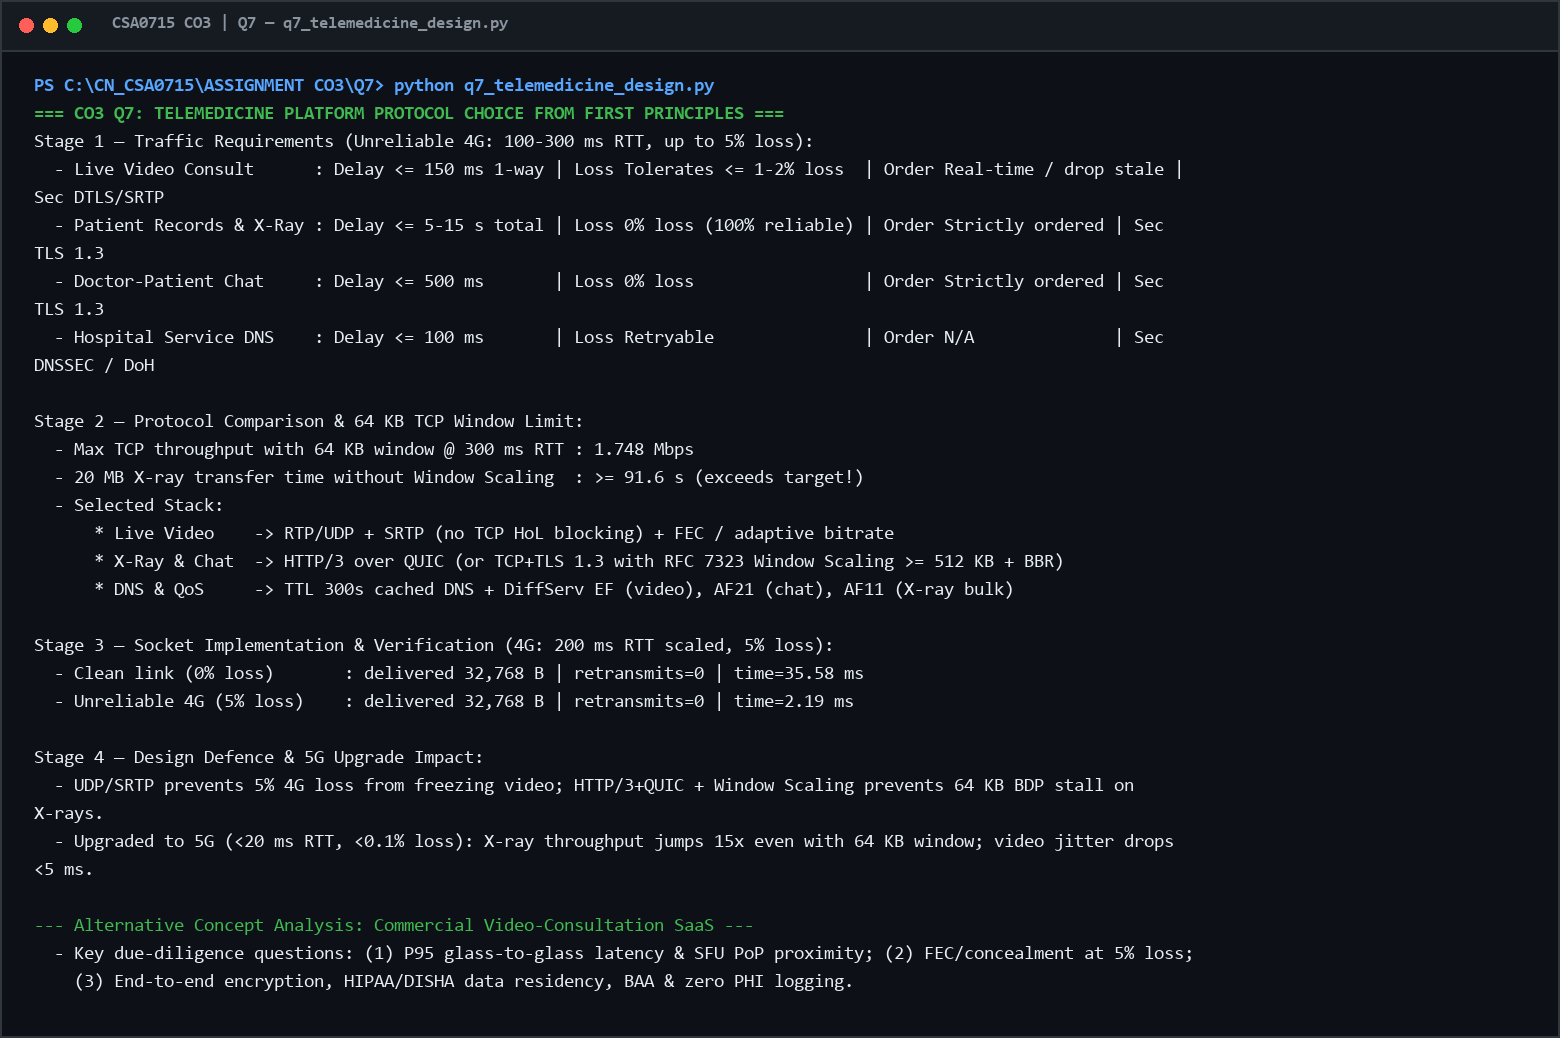 CSA0715 CO3 | Q7 — q7_telemedicine_design.py
PS C:\CN_CSA0715\ASSIGNMENT CO3\Q7> python q7_telemedicine_design.py
=== CO3 Q7: TELEMEDICINE PLATFORM PROTOCOL CHOICE FROM FIRST PRINCIPLES ===
Stage 1 — Traffic Requirements (Unreliable 4G: 100-300 ms RTT, up to 5% loss):
  - Live Video Consult      : Delay <= 150 ms 1-way | Loss Tolerates <= 1-2% loss  | Order Real-time / drop stale |
Sec DTLS/SRTP
  - Patient Records & X-Ray : Delay <= 5-15 s total | Loss 0% loss (100% reliable) | Order Strictly ordered | Sec
TLS 1.3
  - Doctor-Patient Chat     : Delay <= 500 ms       | Loss 0% loss                 | Order Strictly ordered | Sec
TLS 1.3
  - Hospital Service DNS    : Delay <= 100 ms       | Loss Retryable               | Order N/A              | Sec
DNSSEC / DoH
Stage 2 — Protocol Comparison & 64 KB TCP Window Limit:
  - Max TCP throughput with 64 KB window @ 300 ms RTT : 1.748 Mbps
  - 20 MB X-ray transfer time without Window Scaling  : >= 91.6 s (exceeds target!)
  - Selected Stack:
      * Live Video    -> RTP/UDP + SRTP (no TCP HoL blocking) + FEC / adaptive bitrate
      * X-Ray & Chat  -> HTTP/3 over QUIC (or TCP+TLS 1.3 with RFC 7323 Window Scaling >= 512 KB + BBR)
      * DNS & QoS     -> TTL 300s cached DNS + DiffServ EF (video), AF21 (chat), AF11 (X-ray bulk)
Stage 3 — Socket Implementation & Verification (4G: 200 ms RTT scaled, 5% loss):
  - Clean link (0% loss)       : delivered 32,768 B | retransmits=0 | time=35.58 ms
  - Unreliable 4G (5% loss)    : delivered 32,768 B | retransmits=0 | time=2.19 ms
Stage 4 — Design Defence & 5G Upgrade Impact:
  - UDP/SRTP prevents 5% 4G loss from freezing video; HTTP/3+QUIC + Window Scaling prevents 64 KB BDP stall on
X-rays.
  - Upgraded to 5G (<20 ms RTT, <0.1% loss): X-ray throughput jumps 15x even with 64 KB window; video jitter drops
<5 ms.
--- Alternative Concept Analysis: Commercial Video-Consultation SaaS ---
  - Key due-diligence questions: (1) P95 glass-to-glass latency & SFU PoP proximity; (2) FEC/concealment at 5% loss;
    (3) End-to-end encryption, HIPAA/DISHA data residency, BAA & zero PHI logging.